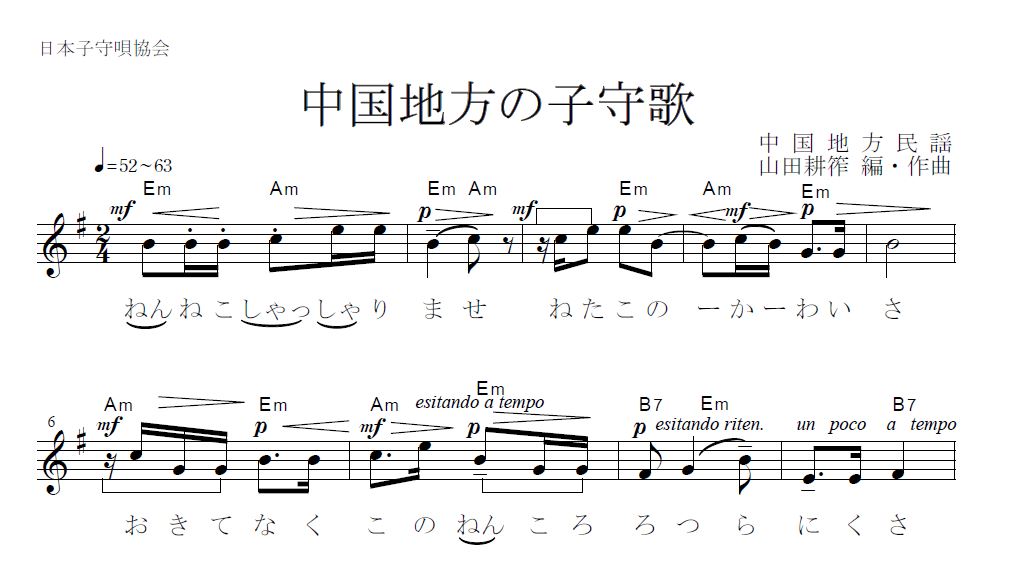 日本子守唄協会
中国地方の子守歌
中国地方民謡
♩=52~63
山田耕筰 編・作曲
Em Am Em Am Em Am Em
mf p mf p mf p
2/4
ねんねこしゃっしゃりませ ねたこのーかーわいさ
Am Em Am Em B7 Em B7
esitando a tempo
6 mf p mf p p esitando riten. un poco a tempo
おきてなくこのねんころろつらにくさ